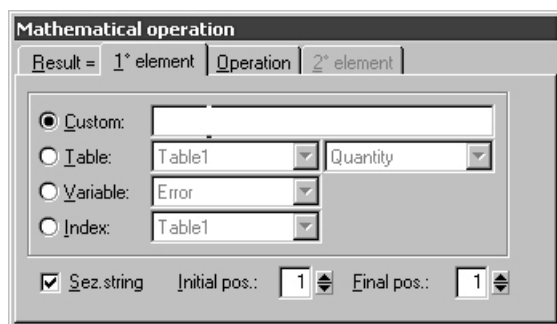 Mathematical operation
Result = 1° element Operation 2° element
Custom:
Table: Table1 Quantity
Variable: Error
Index: Table1
Sez.string Initial pos.: 1 Final pos.: 1